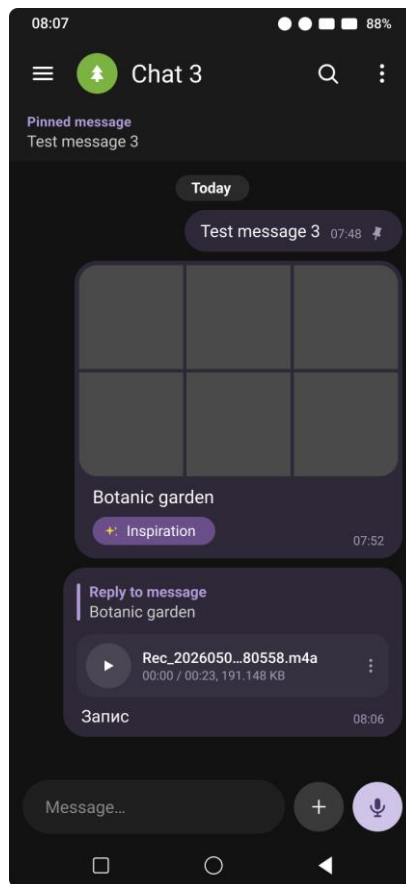 08:07
88%
Chat 3
Pinned message
Test message 3
Today
Test message 3 07:48
Botanic garden
Inspiration
07:52
Reply to message
Botanic garden
Rec_2026050...80558.m4a
00:00 / 00:23, 191.148 KB
Запис
08:06
Message...